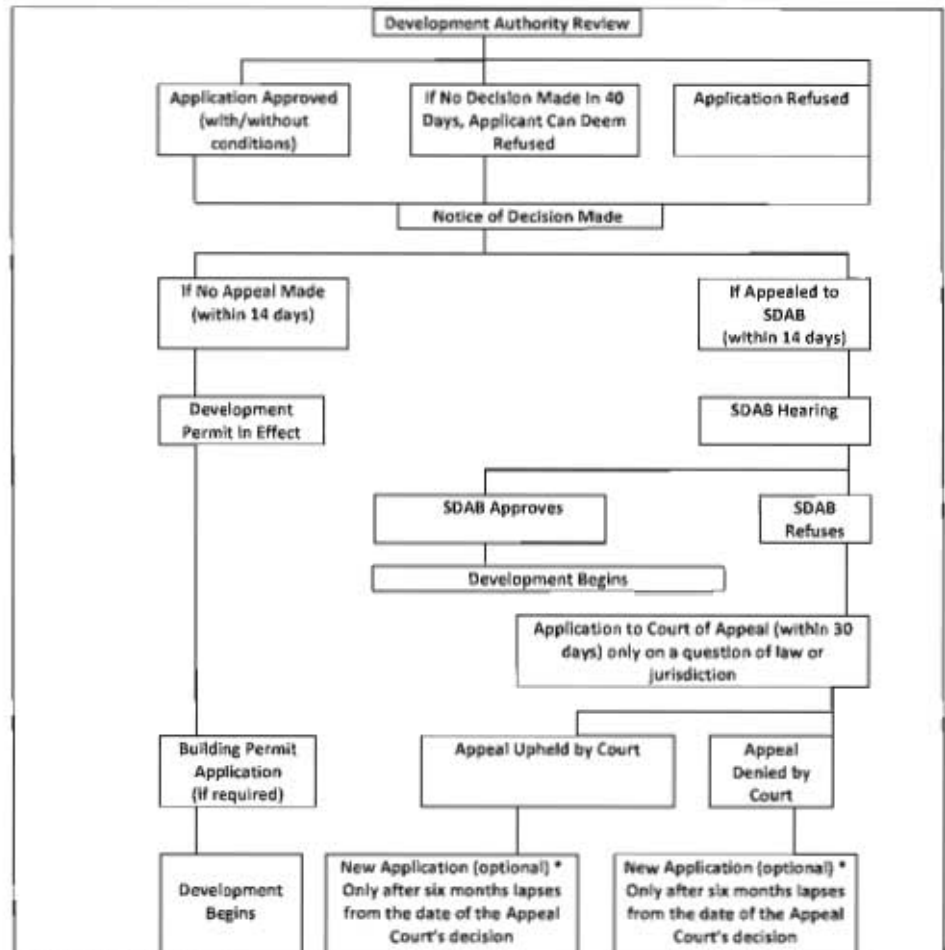 Development Authority Review
Application Approved
(with/without
conditions)
If No Decision Made In 40
Days, Applicant Can Deem
Refused
Application Refused
Notice of Decision Made
If No Appeal Made
(within 14 days)
If Appealed to
SDAB
(within 14 days)
Development
Permit In Effect
SDAB Hearing
SDAB Approves
SDAB
Refuses
Development Begins
Application to Court of Appeal (within 30
days) only on a question of law or
jurisdiction
Building Permit
Application
(if required)
Appeal Upheld by Court
Appeal
Denied by
Court
Development
Begins
New Application (optional) *
Only after six months lapses
from the date of the Appeal
Court's decision
New Application (optional) *
Only after six months lapses
from the date of the Appeal
Court's decision